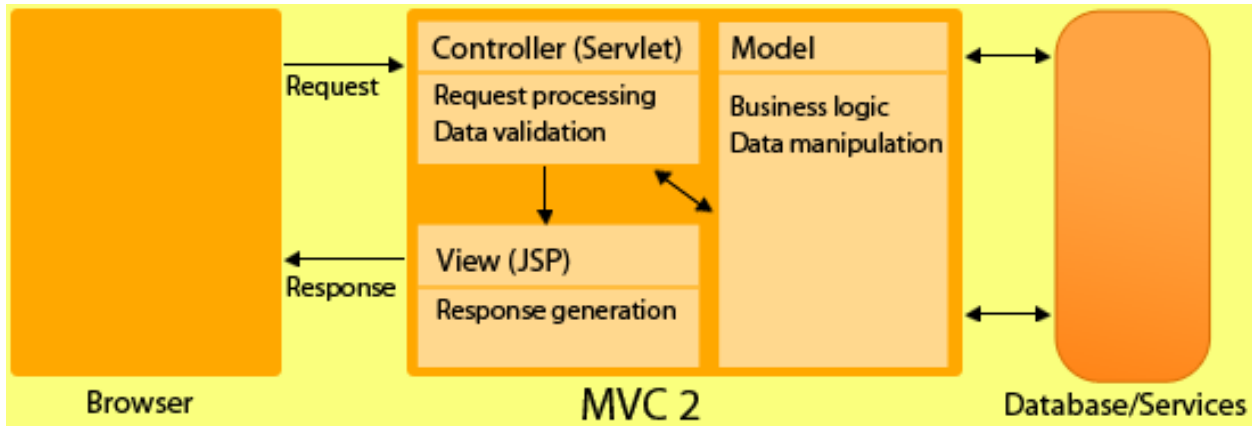 Controller (Servlet)
Request processing
Data validation
Model
Business logic
Data manipulation
Request
View (JSP)
Response generation
Response
Browser
MVC 2
Database/Services